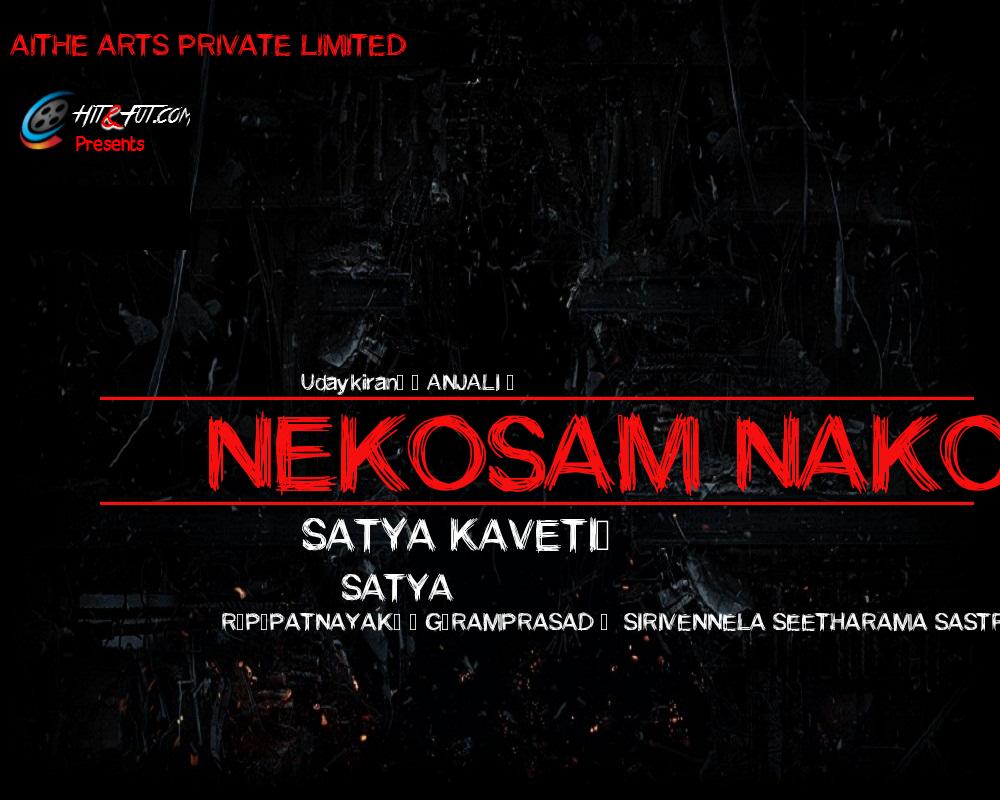 AITHE ARTS PRIVATE LIMITED
HIT&FUT.COM
Presents
Udaykiran ANJALI
NEKOSAM NAKO
SATYA KAVETI
SATYA
R P PATNAYAK G RAMPRASAD SIRIVENNELA SEETHARAMA SASTR